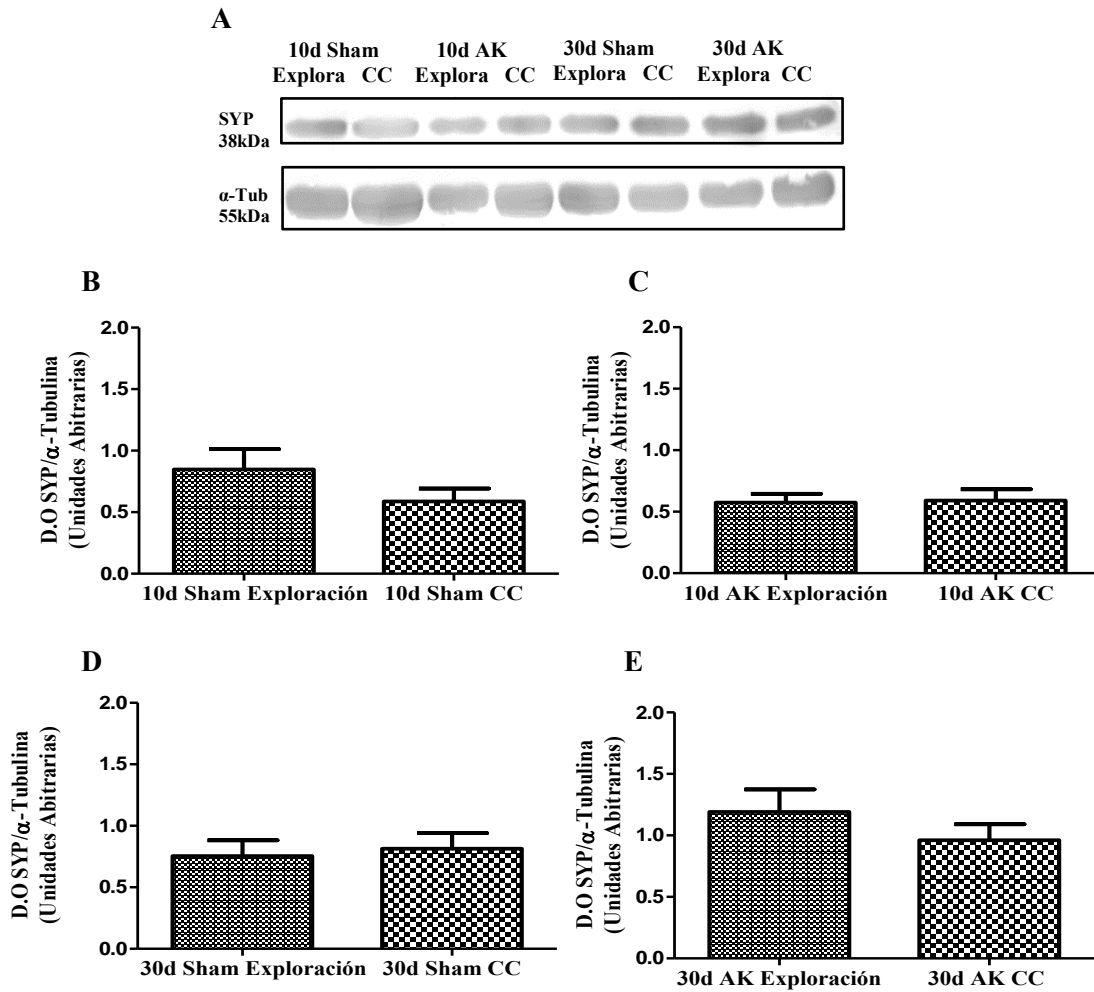 A
10d Sham 10d AK 30d Sham 30d AK
Explora CC Explora CC Explora CC Explora CC
SYP
38kDa
α-Tub
55kDa
B
D.O SYP/α-Tubulina
(Unidades Abitrarias)
2.0
1.5
1.0
0.5
0.0
10d Sham Exploración 10d Sham CC
C
D.O SYP/α-Tubulina
(Unidades Abitrarias)
2.0
1.5
1.0
0.5
0.0
10d AK Exploración 10d AK CC
D
D.O SYP/α-Tubulina
(Unidades Abitrarias)
2.0
1.5
1.0
0.5
0.0
30d Sham Exploración 30d Sham CC
E
D.O SYP/α-Tubulina
(Unidades Abitrarias)
2.0
1.5
1.0
0.5
0.0
30d AK Exploración 30d AK CC